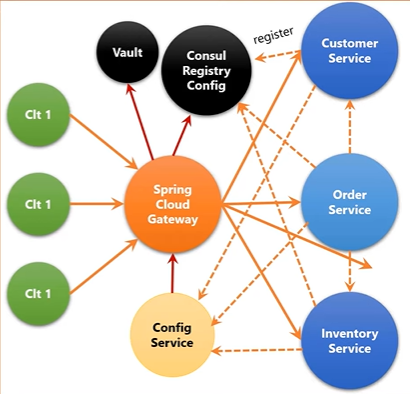 Vault
Consul
Registry
Config
register
Customer
Service
Clt 1
Clt 1
Clt 1
Spring
Cloud
Gateway
Order
Service
Config
Service
Inventory
Service